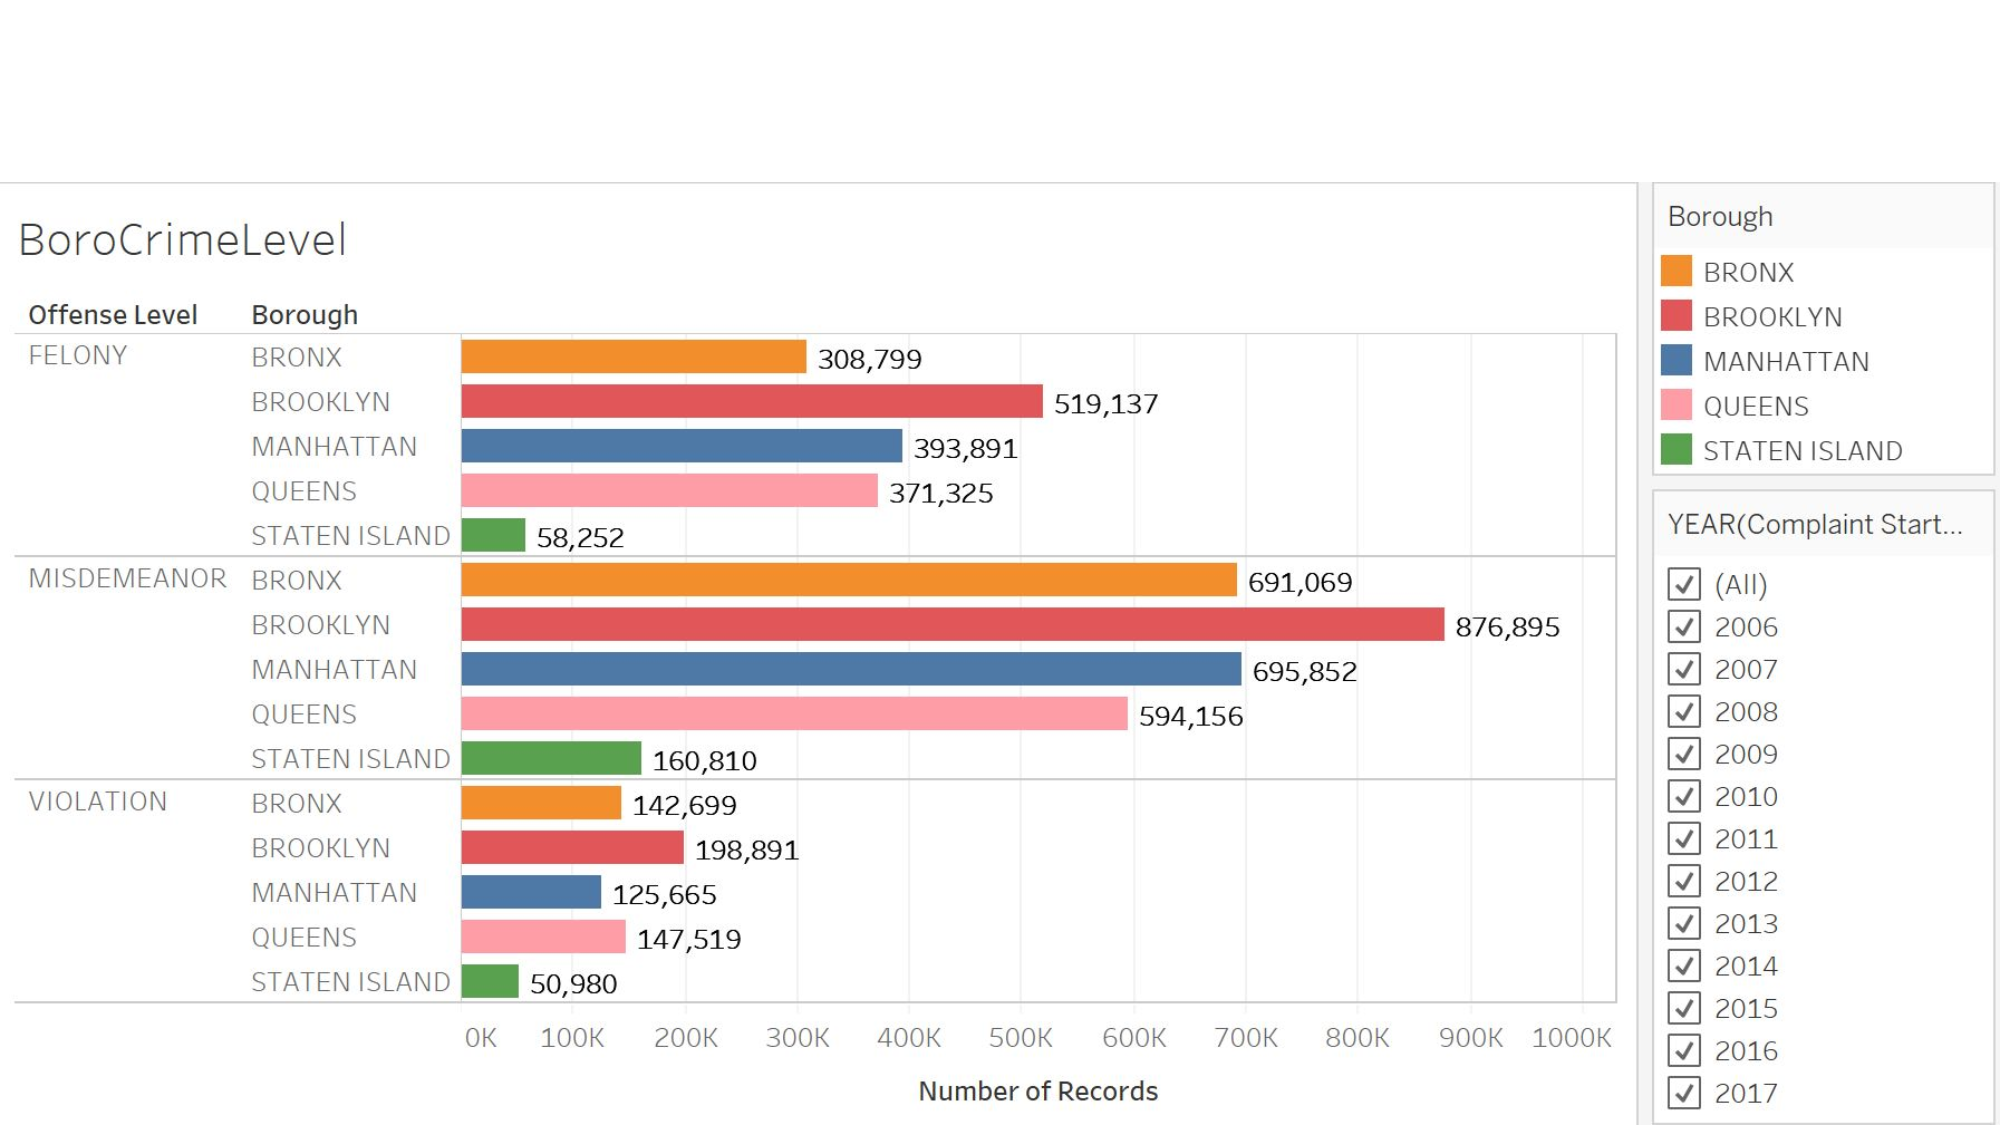 BoroCrimeLevel
Offense Level Borough
FELONY BRONX 308,799
BROOKLYN 519,137
MANHATTAN 393,891
QUEENS 371,325
STATEN ISLAND 58,252
MISDEMEANOR BRONX 691,069
BROOKLYN 876,895
MANHATTAN 695,852
QUEENS 594,156
STATEN ISLAND 160,810
VIOLATION BRONX 142,699
BROOKLYN 198,891
MANHATTAN 125,665
QUEENS 147,519
STATEN ISLAND 50,980
0K 100K 200K 300K 400K 500K 600K 700K 800K 900K 1000K
Number of Records
Borough
BRONX
BROOKLYN
MANHATTAN
QUEENS
STATEN ISLAND
YEAR(Complaint Start...
(All)
2006
2007
2008
2009
2010
2011
2012
2013
2014
2015
2016
2017